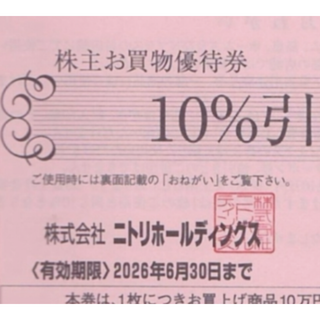 株主お買物優待券
10%引
ご使用時には裏面記載の「おねがい」をご覧下さい。
株式会社 ニトリホールディングス
〈有効期限〉2026年6月30日まで
本券は、1枚につきお買上げ商品10万円